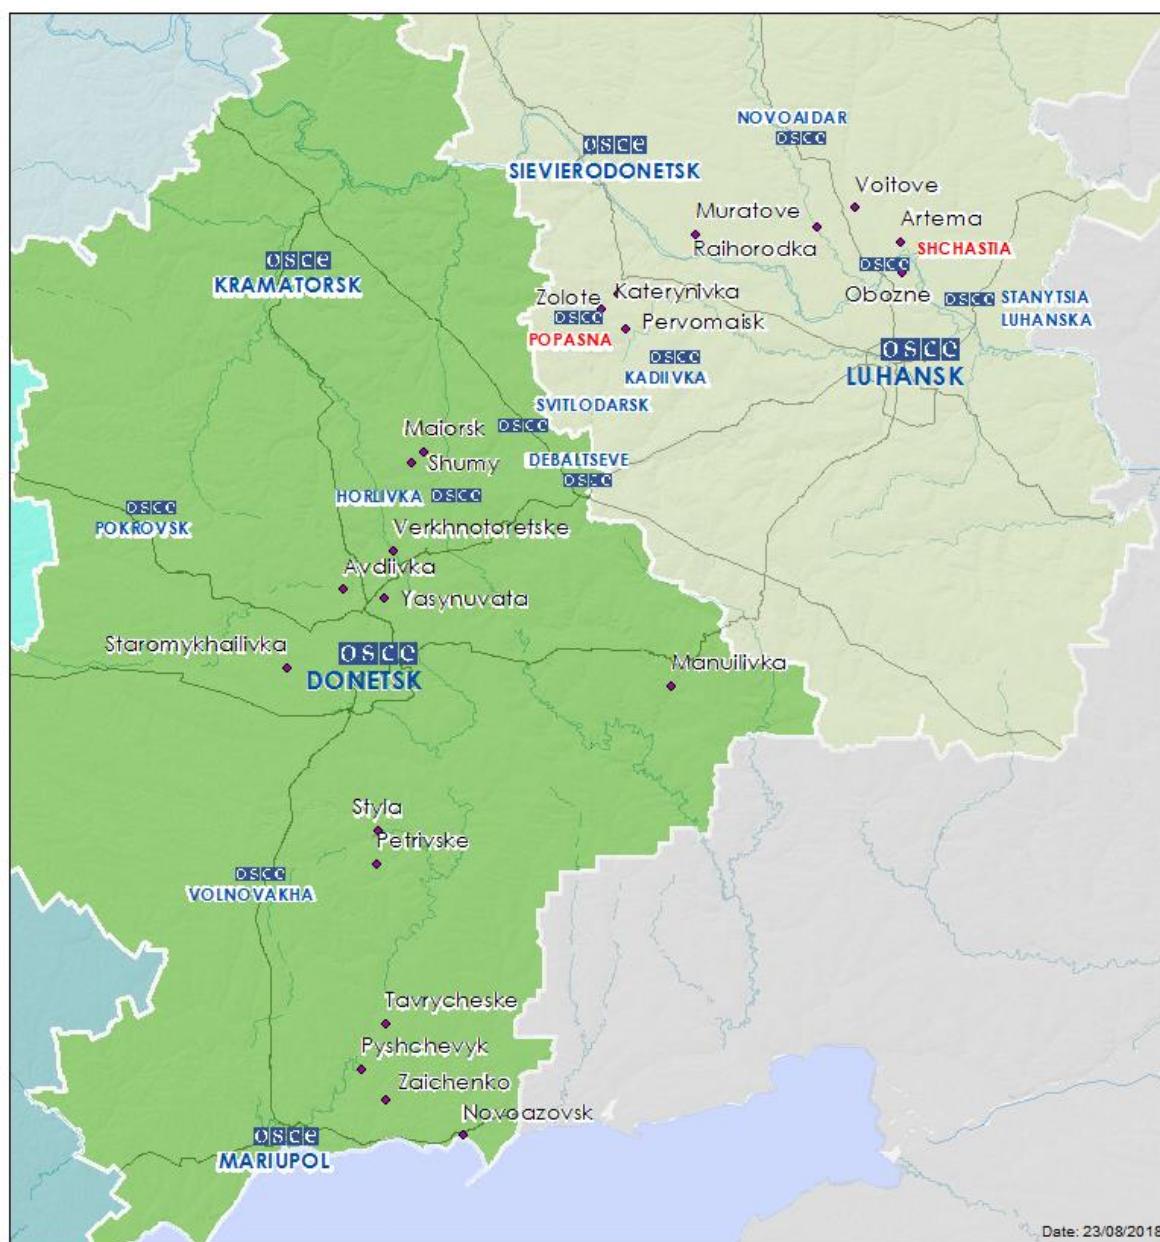 NOVOAIDAR
osce
osce
SIEVIERODONETSK
Voitove
Muratove
Artema
Raihorodka
SHCHASTIA
osce
osce
KRAMATORSK
Zolote
Katerynivka
Obozne
osce
STANYTSIA
LUHANSKA
osce
Pervomaisk
POPASNA
osce
KADIIVKA
osce
LUHANSK
SVITLODARSK
Maiorsk
osce
Shumy
DEBALTSEVE
osce
HORLIVKA
osce
osce
POKROVSK
Verkhnotoretske
Avdiivka
Yasynuvata
Staromykhailivka
osce
DONETSK
Manuilivka
Styla
Petrivske
osce
VOLNOVAKHA
Tavrycheske
Pyshchevyk
Zaichenko
Novoazovsk
osce
MARIUPOL
Date: 23/08/2018